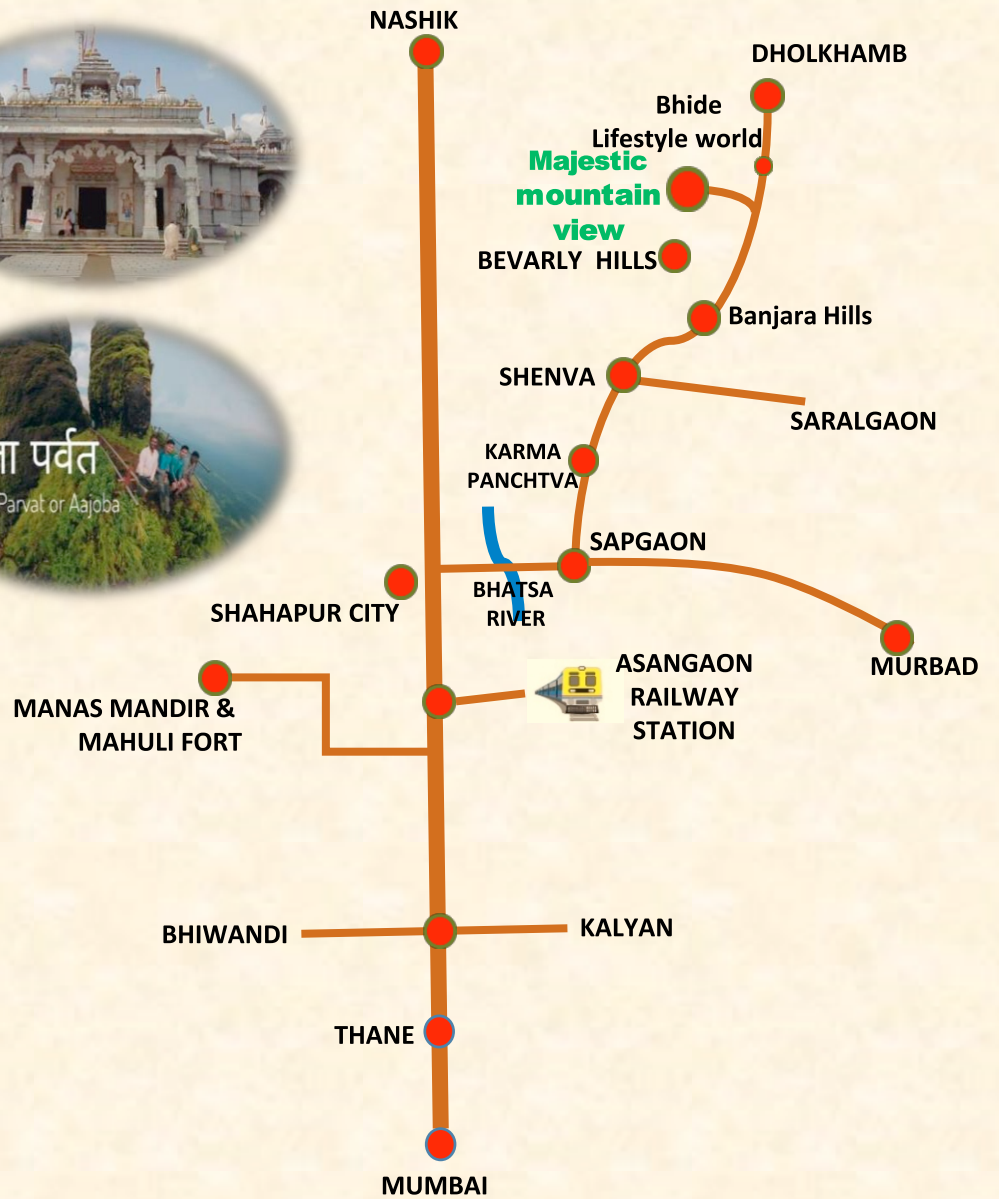 NASHIK
DHOLKHAMB
Bhide
Lifestyle world
Majestic
mountain
view
BEVARLY HILLS
Banjara Hills
SHENVA
SARALGAON
KARMA
PANCHTVA
SAPGAON
BHATSA
RIVER
SHAHAPUR CITY
MURBAD
ASANGAON
RAILWAY
STATION
MANAS MANDIR &
MAHULI FORT
पर्वत
Parvat or Aajoba
BHIWANDI
KALYAN
THANE
MUMBAI